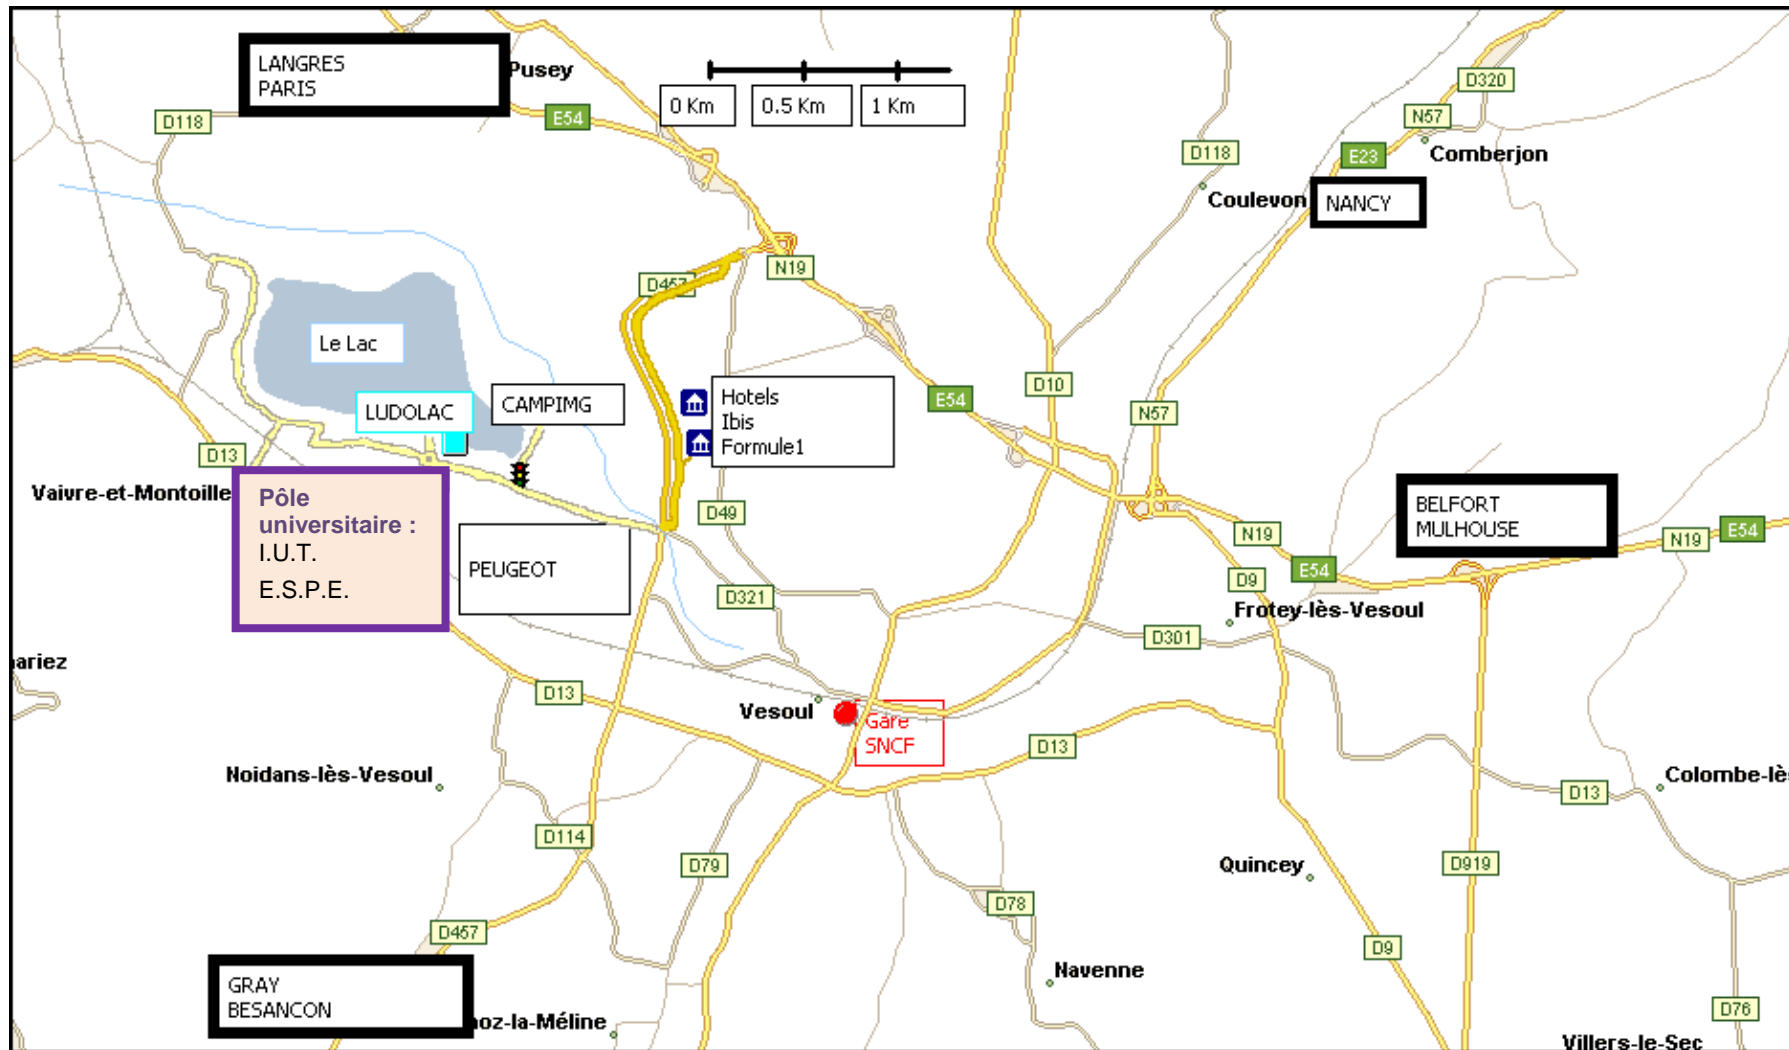 LANGRES
PARIS
Pusey
0 Km
0.5 Km
1 Km
D320
N57
D118
E54
D118
E23
Comberjon
Coulevon
NANCY
N19
D457
Le Lac
LUDOLAC
CAMPIMG
Hotels
Ibis
Formule1
D10
E54
N57
D13
Vaivre-et-Montoille
Pôle
universitaire :
I.U.T.
E.S.P.E.
PEUGEOT
D49
BELFORT
MULHOUSE
N19
N19
E54
D9
E54
D321
Frotey-lès-Vesoul
D301
ariez
D13
Vesoul
Gare
SNCF
D13
Noidans-lès-Vesoul
Colombe-lè
D13
D114
D79
Quincey
D919
D78
D457
D9
Navenne
GRAY
BESANCON
noz-la-Méline
D76
Villers-le-Sec